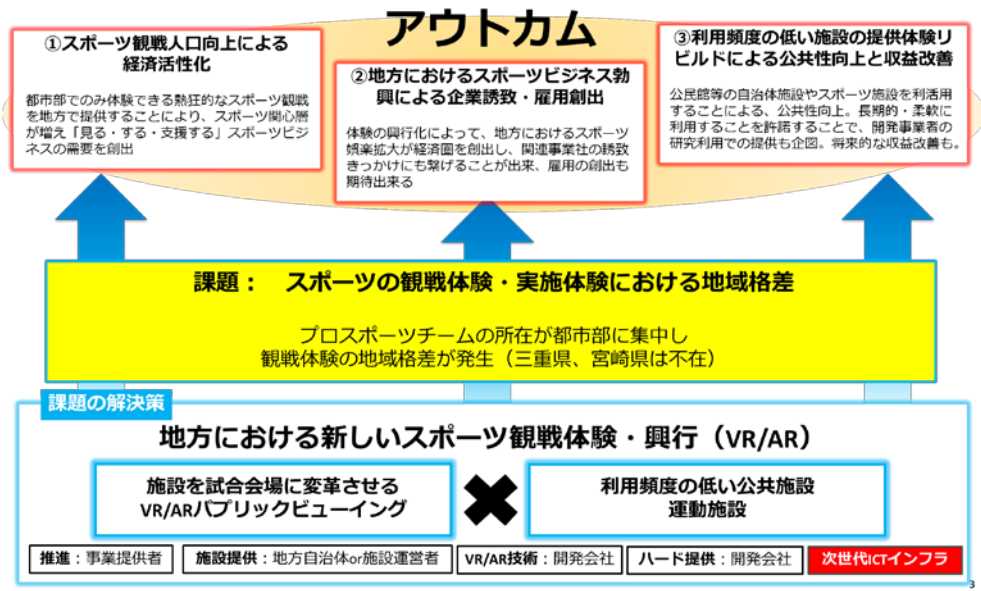 アウトカム
①スポーツ観戦人口向上による
経済活性化
都市部でのみ体験できる熱狂的なスポーツ観戦
を地方で提供することにより、スポーツ関心層
が増え「見る・する・支援する」スポーツビジ
ネスの需要を創出
②地方におけるスポーツビジネス勃
興による企業誘致・雇用創出
体験の興行化によって、地方におけるスポーツ
娯楽拡大が経済圏を創出し、関連事業社の誘致
きっかけにも繋げることが出来、雇用の創出も
期待出来る
③利用頻度の低い施設の提供体験リ
ビルドによる公共性向上と収益改善
公民館等の自治体施設やスポーツ施設を利活用
することによる、公共性向上。長期的・柔軟に
利用することを許諾することで、開発事業者の
研究利用での提供も企図。将来的な収益改善も。
課題： スポーツの観戦体験・実施体験における地域格差
プロスポーツチームの所在が都市部に集中し
観戦体験の地域格差が発生（三重県、宮崎県は不在）
課題の解決策
地方における新しいスポーツ観戦体験・興行（VR/AR）
施設を試合会場に変革させる
VR/ARパブリックビューイング
利用頻度の低い公共施設
運動施設
推進：事業提供者
施設提供：地方自治体or施設運営者
VR/AR技術：開発会社
ハード提供：開発会社
次世代ICTインフラ
3